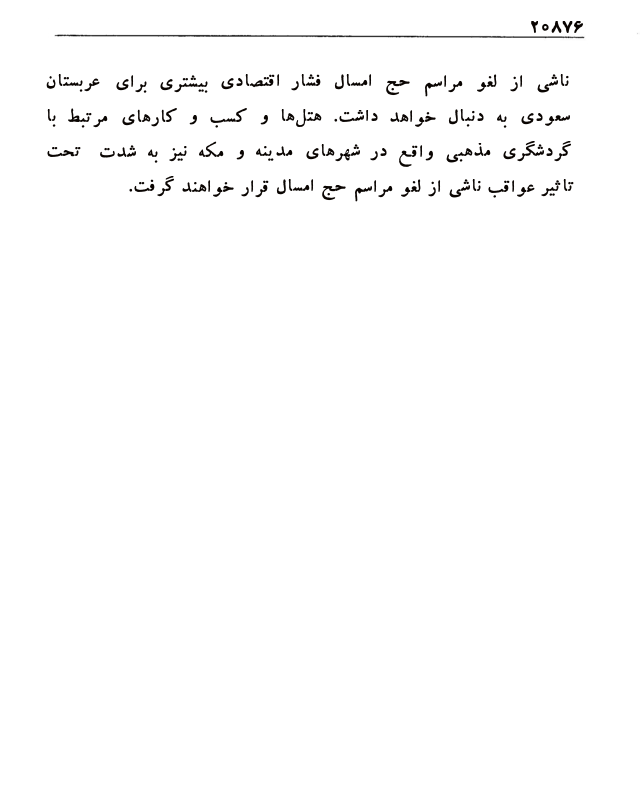 ۲۰۸۷۶
ناشی از لغو مراسم حج امسال فشار اقتصادی بیشتری برای عربستان
سعودی به دنبال خواهد داشت. هتل‌ها و کسب و کارهای مرتبط با
گردشگری مذهبی واقع در شهرهای مدینه و مکه نیز به شدت تحت
تاثیر عواقب ناشی از لغو مراسم حج امسال قرار خواهند گرفت.